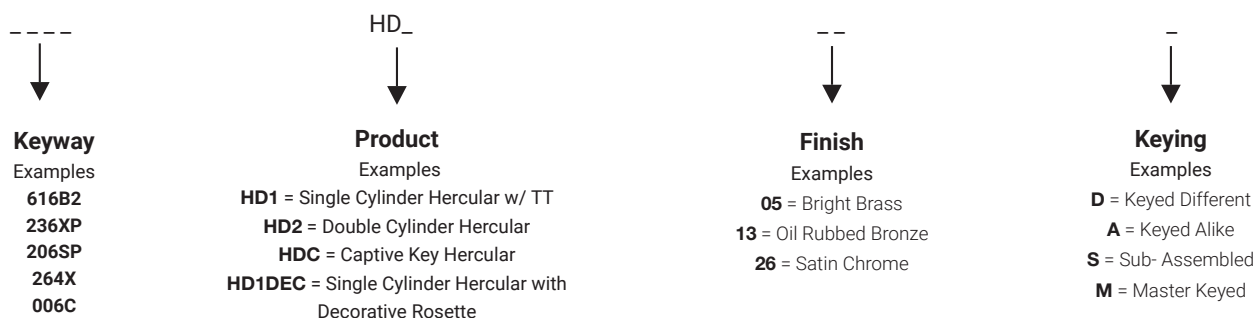 _ _ _ _
HD_
_ _
_
Keyway
Examples
616B2
236XP
206SP
264X
006C
Product
Examples
HD1 = Single Cylinder Hercular w/ TT
HD2 = Double Cylinder Hercular
HDC = Captive Key Hercular
HD1DEC = Single Cylinder Hercular with
Decorative Rosette
Finish
Examples
05 = Bright Brass
13 = Oil Rubbed Bronze
26 = Satin Chrome
Keying
Examples
D = Keyed Different
A = Keyed Alike
S = Sub- Assembled
M = Master Keyed